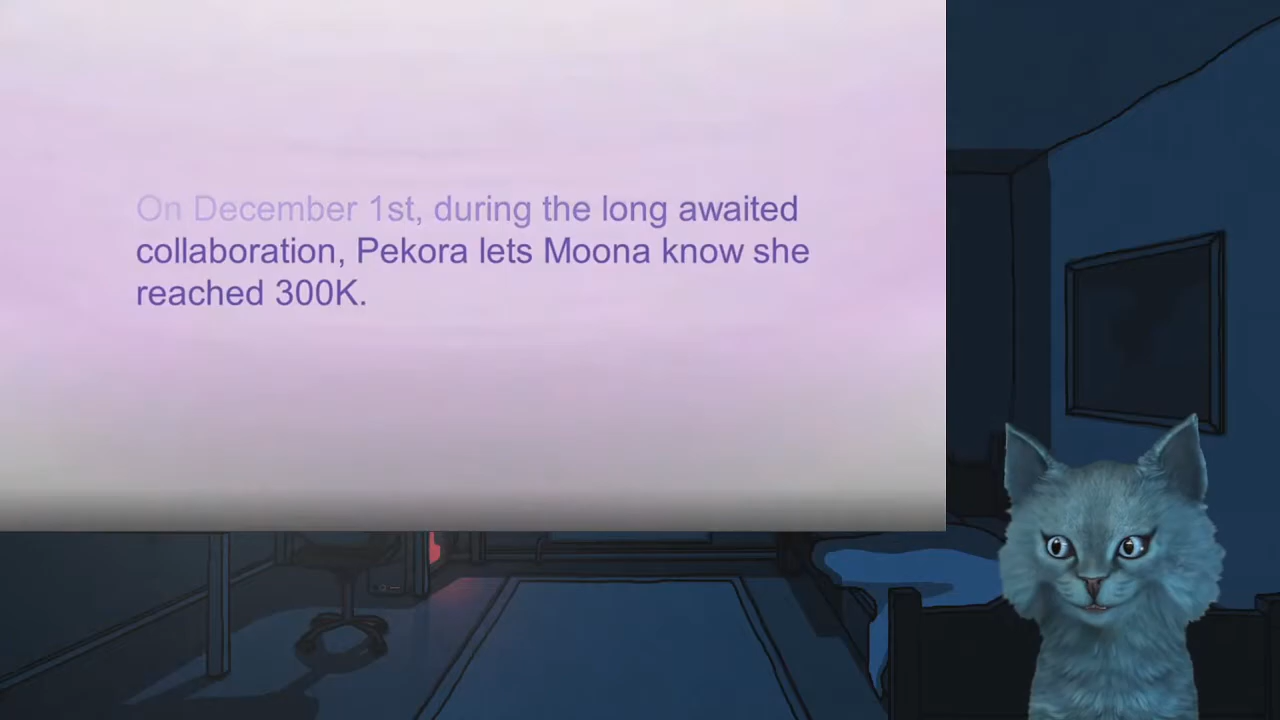 On December 1st, during the long awaited
collaboration, Pekora lets Moona know she
reached 300K.